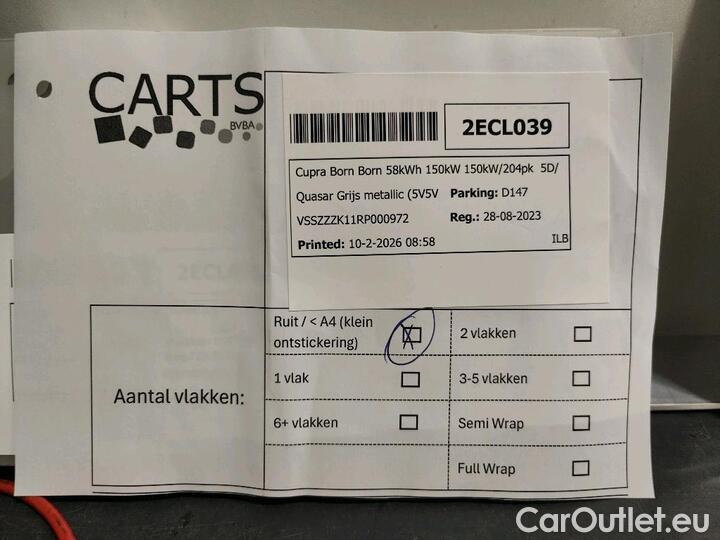 CARTS
BVBA
2ECL039
Cupra Born Born 58kWh 150kW 150kW/204pk 5D/
Quasar Grijs metallic (5V5V Parking: D147
VSSZZZK11RP000972 Reg.: 28-08-2023
Printed: 10-2-2026 08:58 ILB
Ruit / < A4 (klein
ontstickering)
2 vlakken
Aantal vlakken:
1 vlak
3-5 vlakken
6+ vlakken
Semi Wrap
Full Wrap
CarOutlet.eu